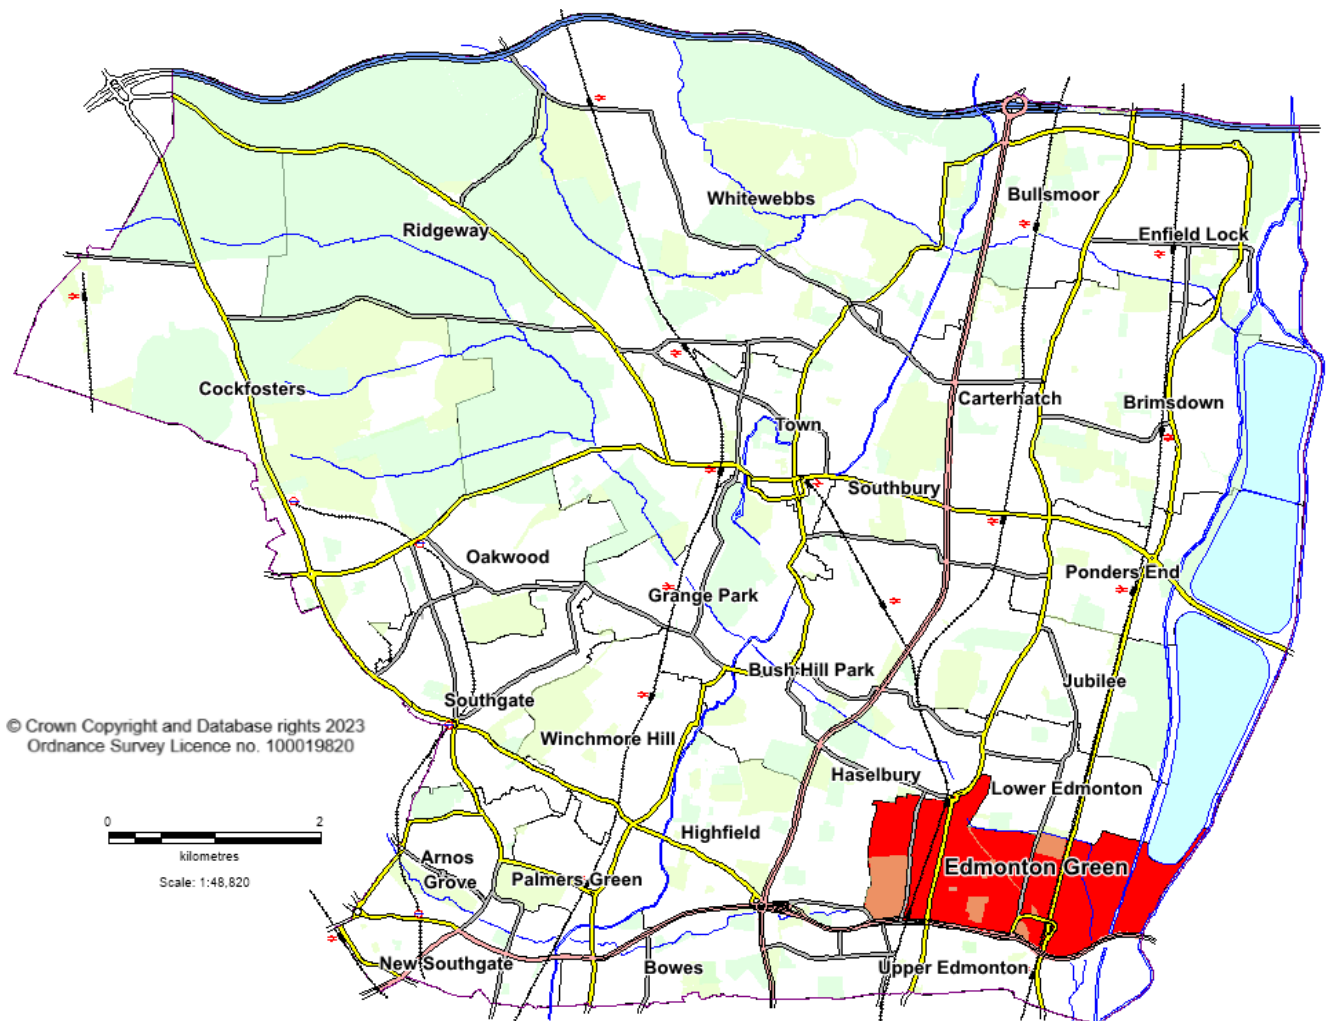 Whitewebbs
Bullsmoor
Ridgeway
Enfield Lock
Cockfosters
Carterhatch
Brimsdown
Town
Southbury
Oakwood
Ponders End
Grange Park
Bush Hill Park
Jubilee
Southgate
© Crown Copyright and Database rights 2023
Ordnance Survey Licence no. 100019820
Winchmore Hill
Haselbury
Lower Edmonton
0 2
kilometres
Scale: 1:48,820
Highfield
Arnos
Grove
Palmers Green
Edmonton Green
New Southgate
Bowes
Upper Edmonton